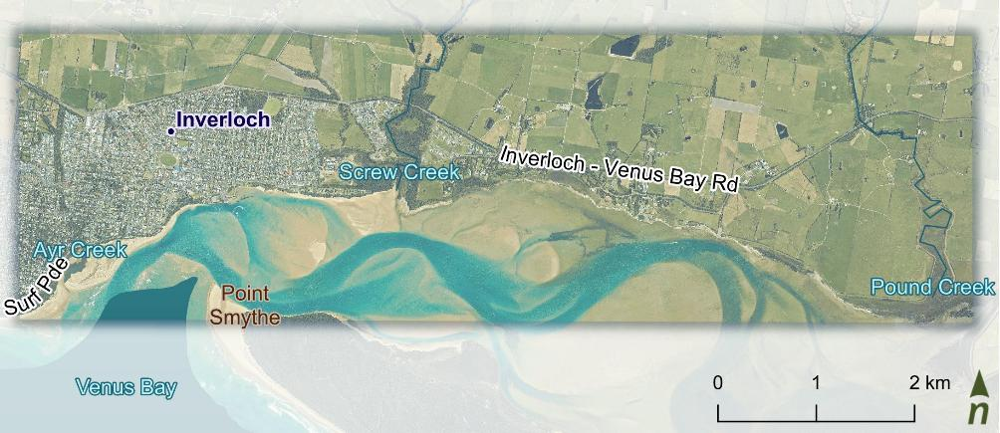 Inverloch
Inverloch - Venus Bay Rd
Screw Creek
Ayr Creek
Surf Pde
Point
Smythe
Pound Creek
Venus Bay
0 1 2 km
n